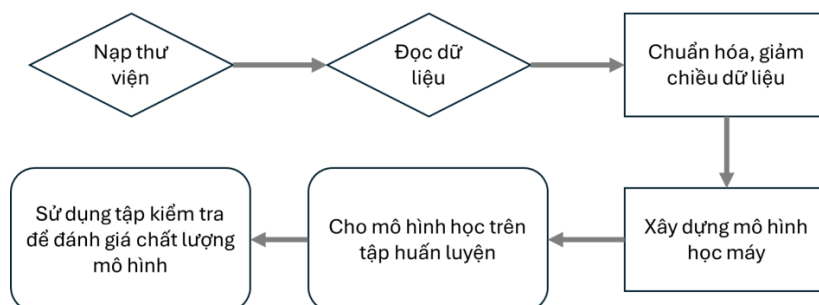 Nạp thư
viện
Đọc dữ
liệu
Chuẩn hóa, giảm
chiều dữ liệu
Xây dựng mô hình
học máy
Cho mô hình học trên
tập huấn luyện
Sử dụng tập kiểm tra
để đánh giá chất lượng
mô hình